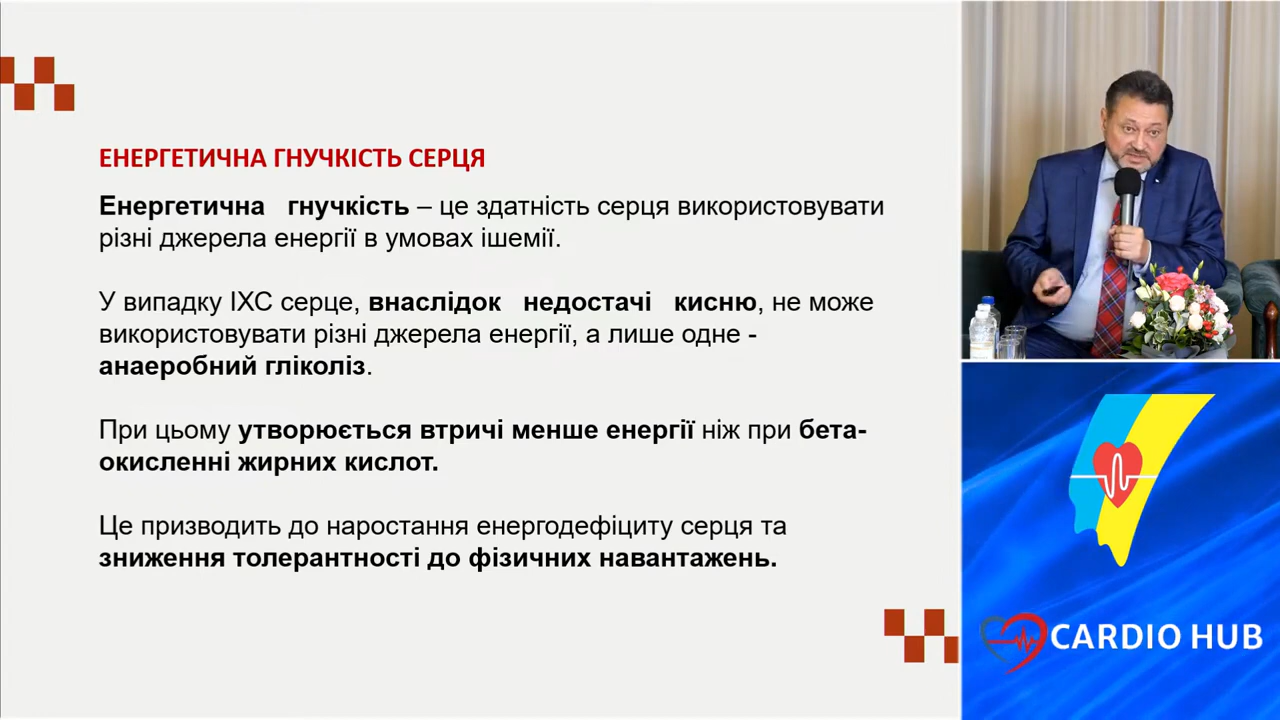 ЕНЕРГЕТИЧНА ГНУЧКІСТЬ СЕРЦЯ
Енергетична гнучкість – це здатність серця використовувати
різні джерела енергії в умовах ішемії.
У випадку ІХС серце, внаслідок недостачі кисню, не може
використовувати різні джерела енергії, а лише одне -
анаеробний гліколіз.
При цьому утворюється втричі менше енергії ніж при бета-
окисленні жирних кислот.
Це призводить до наростання енергодефіциту серця та
зниження толерантності до фізичних навантажень.
CARDIO HUB